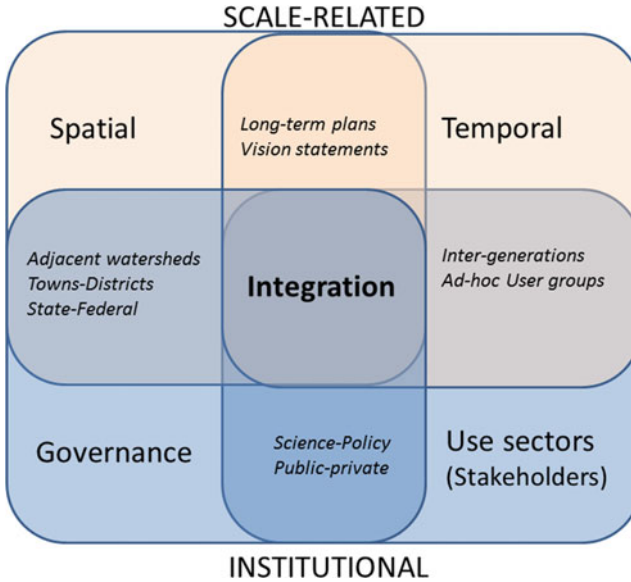 SCALE-RELATED
Spatial
Long-term plans
Vision statements
Temporal
Adjacent watersheds
Towns-Districts
State-Federal
Integration
Inter-generations
Ad-hoc User groups
Governance
Science-Policy
Public-private
Use sectors
(Stakeholders)
INSTITUTIONAL